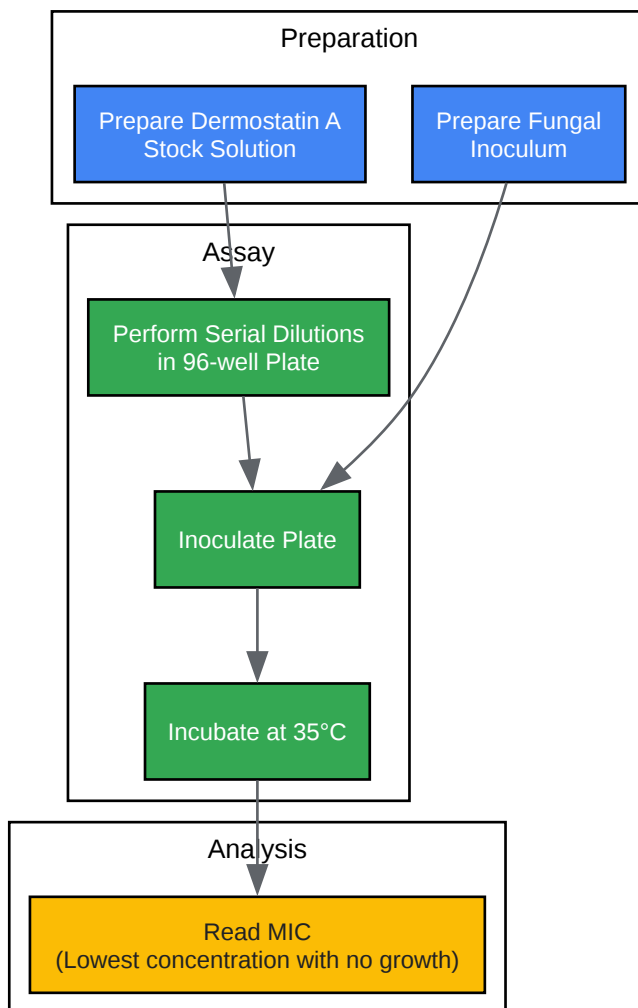 Preparation
Prepare Dermostatin A
Stock Solution
Prepare Fungal
Inoculum
Assay
Perform Serial Dilutions
in 96-well Plate
Inoculate Plate
Incubate at 35°C
Analysis
Read MIC
(Lowest concentration with no growth)